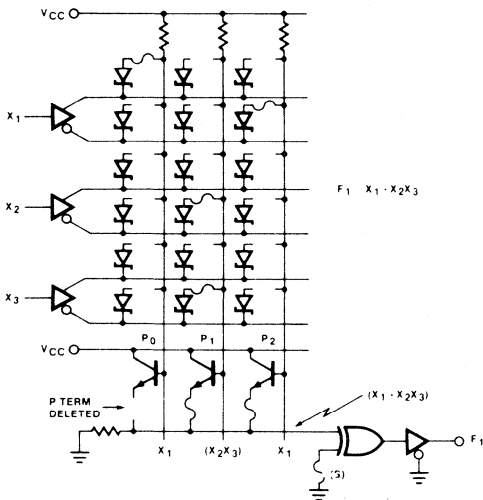 VCC
X1
X2
F1 X1 · X2X3
X3
VCC
P0 P1 P2
P TERM
DELETED
(X1 · X2X3)
X1 (X2X3) X1
F1
(S)